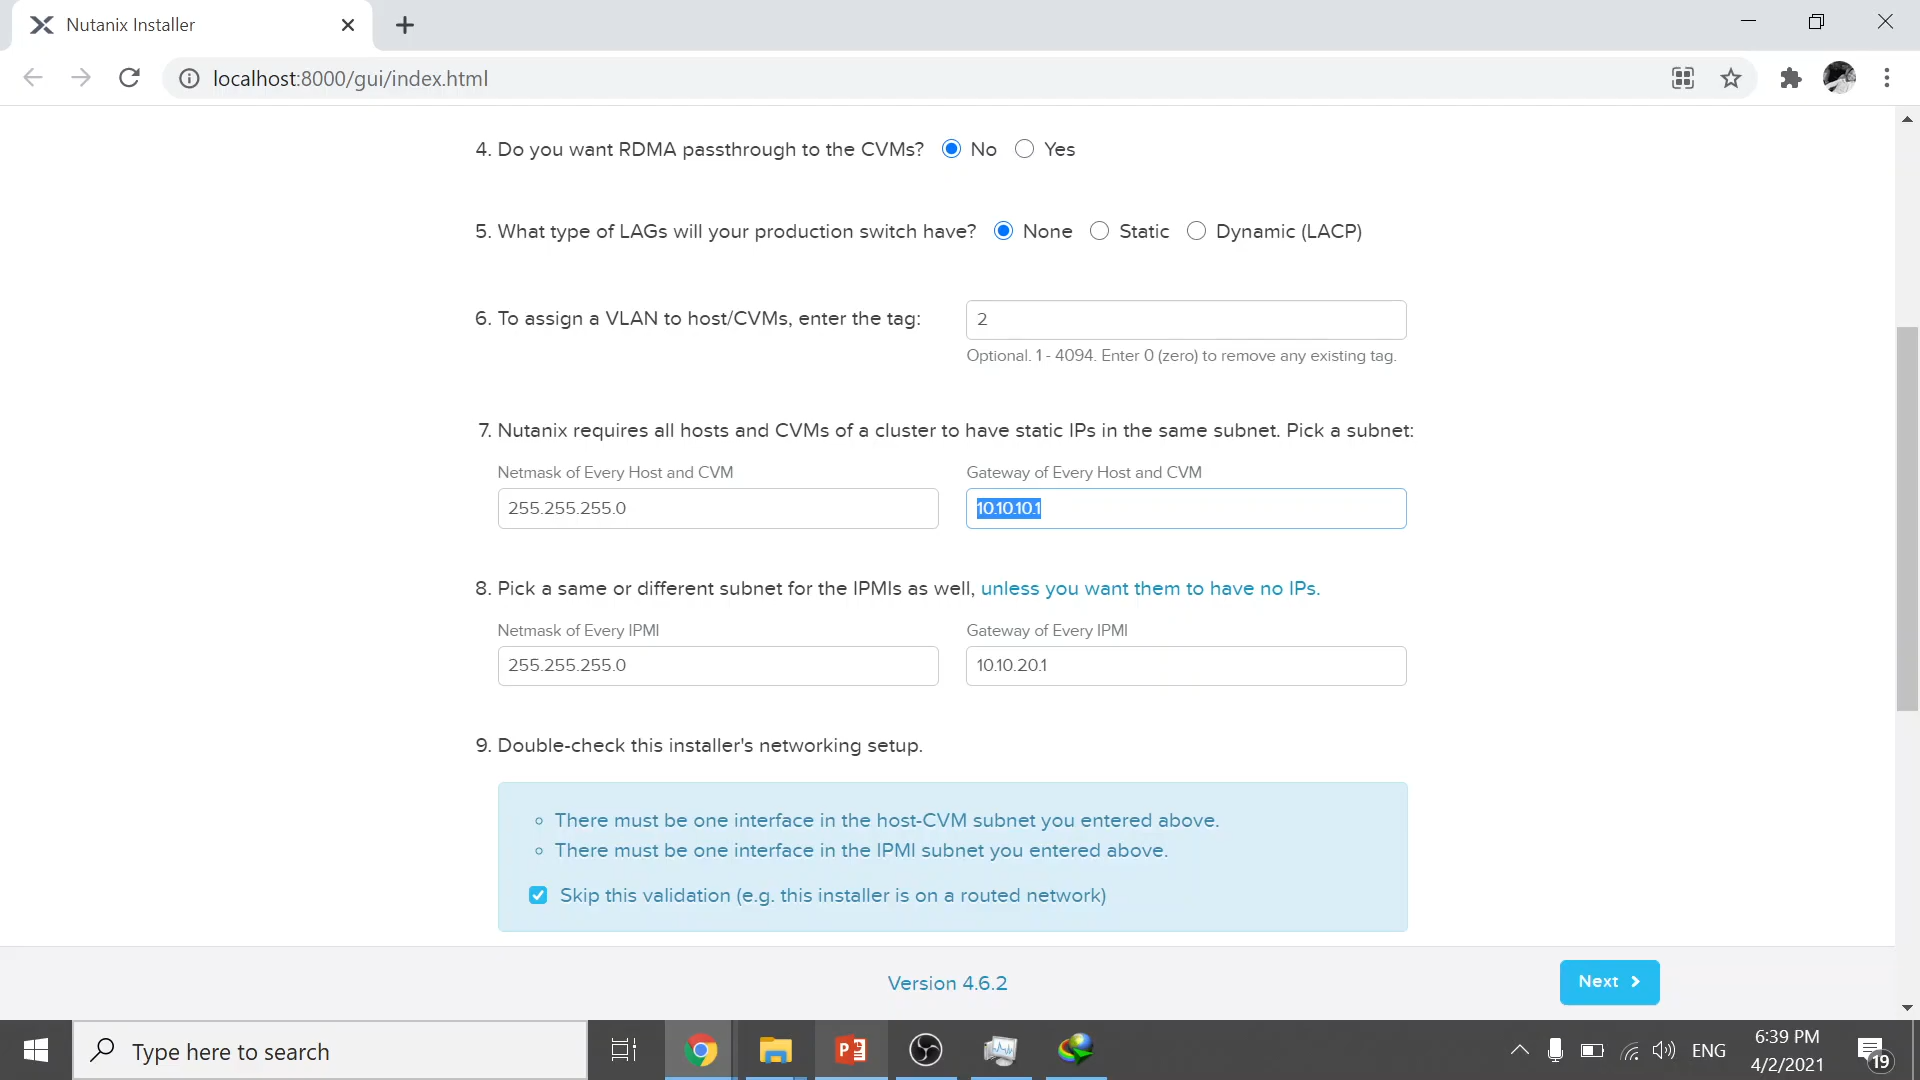 Nutanix Installer
localhost:8000/gui/index.html
4. Do you want RDMA passthrough to the CVMs? No Yes
5. What type of LAGs will your production switch have? None Static Dynamic (LACP)
6. To assign a VLAN to host/CVMs, enter the tag: 2
Optional. 1 - 4094. Enter 0 (zero) to remove any existing tag.
7. Nutanix requires all hosts and CVMs of a cluster to have static IPs in the same subnet. Pick a subnet:
Netmask of Every Host and CVM Gateway of Every Host and CVM
255.255.255.0 10.10.10.1
8. Pick a same or different subnet for the IPMIs as well, unless you want them to have no IPs.
Netmask of Every IPMI Gateway of Every IPMI
255.255.255.0 10.10.20.1
9. Double-check this installer's networking setup.
There must be one interface in the host-CVM subnet you entered above.
There must be one interface in the IPMI subnet you entered above.
Skip this validation (e.g. this installer is on a routed network)
Version 4.6.2 Next
Type here to search ENG 6:39 PM
4/2/2021 19